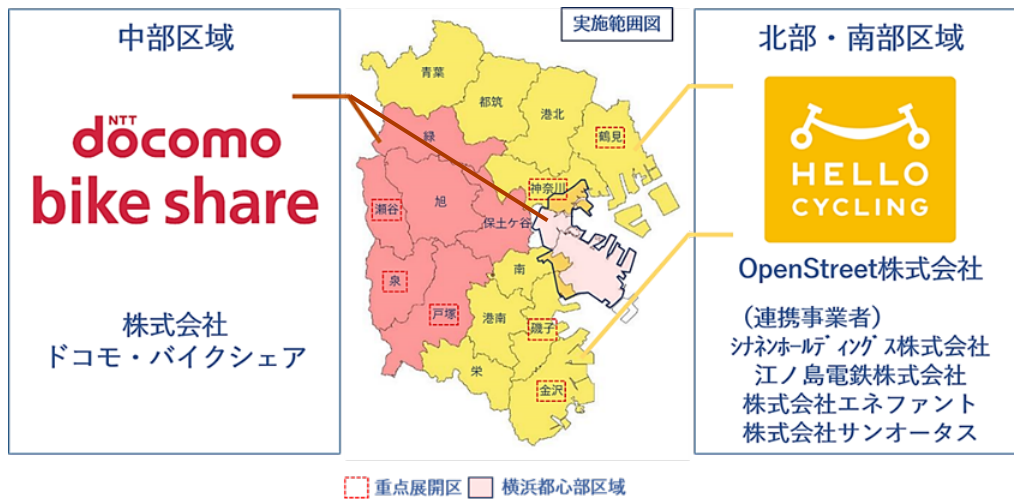 中部区域
NTT
döcomo
bike share
株式会社
ドコモ・バイクシェア
実施範囲図
青葉
都筑
港北
鶴見
緑
神奈川
旭
瀬谷
保土ケ谷
泉
南
戸塚
港南
磯子
栄
金沢
北部・南部区域
HELLO
CYCLING
OpenStreet株式会社
（連携事業者）
ｼﾅﾈﾝﾎｰﾙﾃﾞｨﾝｸﾞｽ株式会社
江ノ島電鉄株式会社
株式会社エネファント
株式会社サンオータス
重点展開区 横浜都心部区域